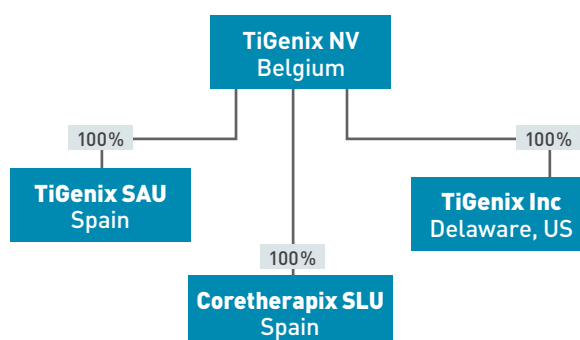 TiGenix NV
Belgium
100%
100%
TiGenix SAU
Spain
TiGenix Inc
Delaware, US
100%
Coretherapix SLU
Spain